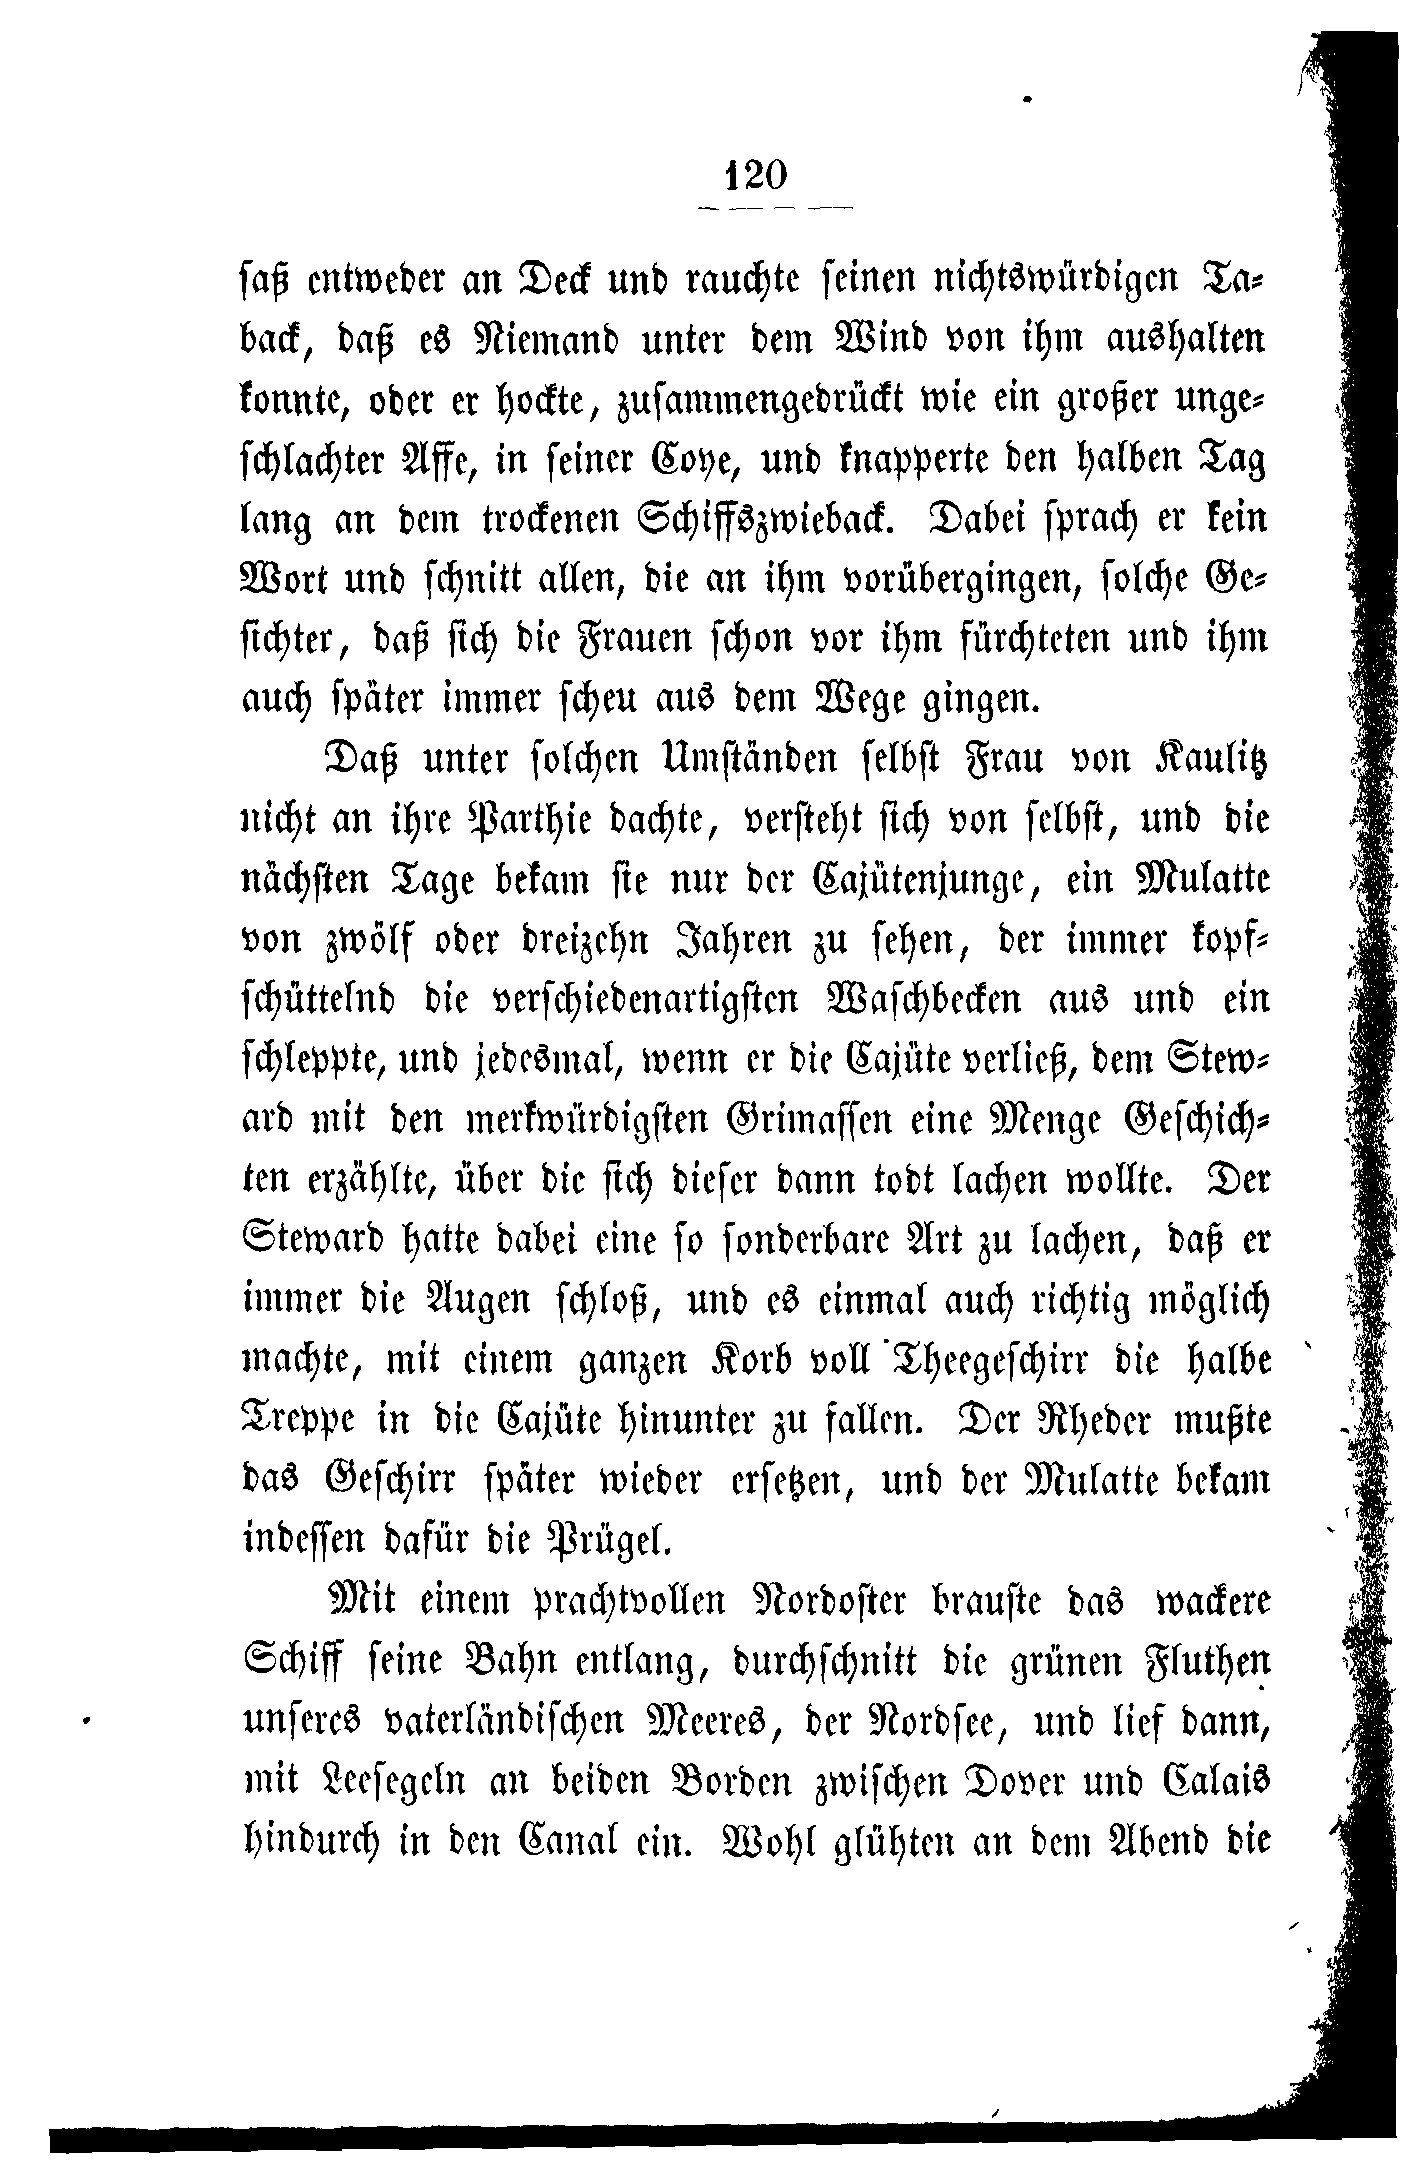 120
saß entweder an Deck und rauchte seinen nichtswürdigen Ta-
back, daß es Niemand unter dem Wind von ihm aushalten
konnte, oder er hockte, zusammengedrückt wie ein großer unge-
schlachter Affe, in seiner Coye, und knapperte den halben Tag
lang an dem trockenen Schiffszwieback. Dabei sprach er kein
Wort und schnitt allen, die an ihm vorübergingen, solche Ge-
sichter, daß sich die Frauen schon vor ihm fürchteten und ihm
auch später immer scheu aus dem Wege gingen.
Daß unter solchen Umständen selbst Frau von Kaulitz
nicht an ihre Parthie dachte, versteht sich von selbst, und die
nächsten Tage bekam sie nur der Cajütenjunge, ein Mulatte
von zwölf oder dreizehn Jahren zu sehen, der immer kopf-
schüttelnd die verschiedenartigsten Waschbecken aus und ein
schleppte, und jedesmal, wenn er die Cajüte verließ, dem Stew-
ard mit den merkwürdigsten Grimassen eine Menge Geschich-
ten erzählte, über die sich dieser dann todt lachen wollte. Der
Steward hatte dabei eine so sonderbare Art zu lachen, daß er
immer die Augen schloß, und es einmal auch richtig möglich
machte, mit einem ganzen Korb voll Theegeschirr die halbe
Treppe in die Cajüte hinunter zu fallen. Der Rheder mußte
das Geschirr später wieder ersetzen, und der Mulatte bekam
indessen dafür die Prügel.
Mit einem prachtvollen Nordoster brauste das wackere
Schiff seine Bahn entlang, durchschnitt die grünen Fluthen
unseres vaterländischen Meeres, der Nordsee, und lief dann,
mit Leesegeln an beiden Borden zwischen Dover und Calais
hindurch in den Canal ein. Wohl glühten an dem Abend die